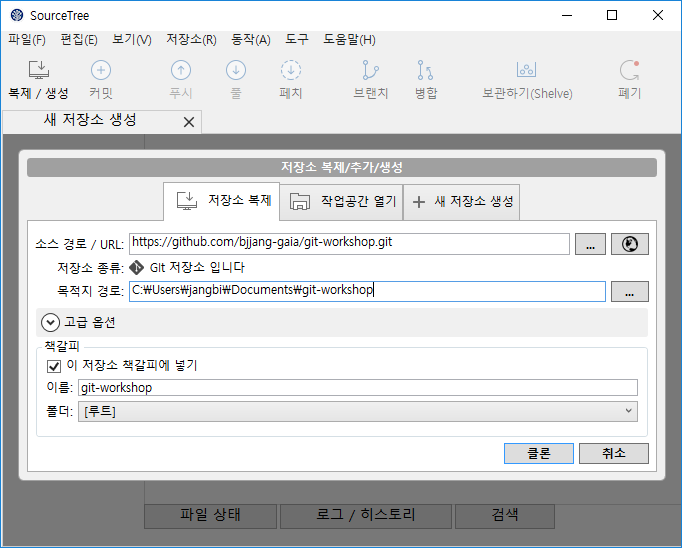 SourceTree
파일(F) 편집(E) 보기(V) 저장소(R) 동작(A) 도구 도움말(H)
복제 / 생성 커밋 푸시 풀 페치 브랜치 병합 보관하기(Shelve) 폐기
새 저장소 생성
저장소 복제/추가/생성
저장소 복제 작업공간 열기 새 저장소 생성
소스 경로 / URL: https://github.com/bjjang-gaia/git-workshop.git ...
저장소 종류: GIt 저장소 입니다
목적지 경로: C:₩Users₩jangbi₩Documents₩git-workshop ...
고급 옵션
책갈피
이 저장소 책갈피에 넣기
이름: git-workshop
폴더: [루트]
클론 취소
파일 상태 로그 / 히스토리 검색